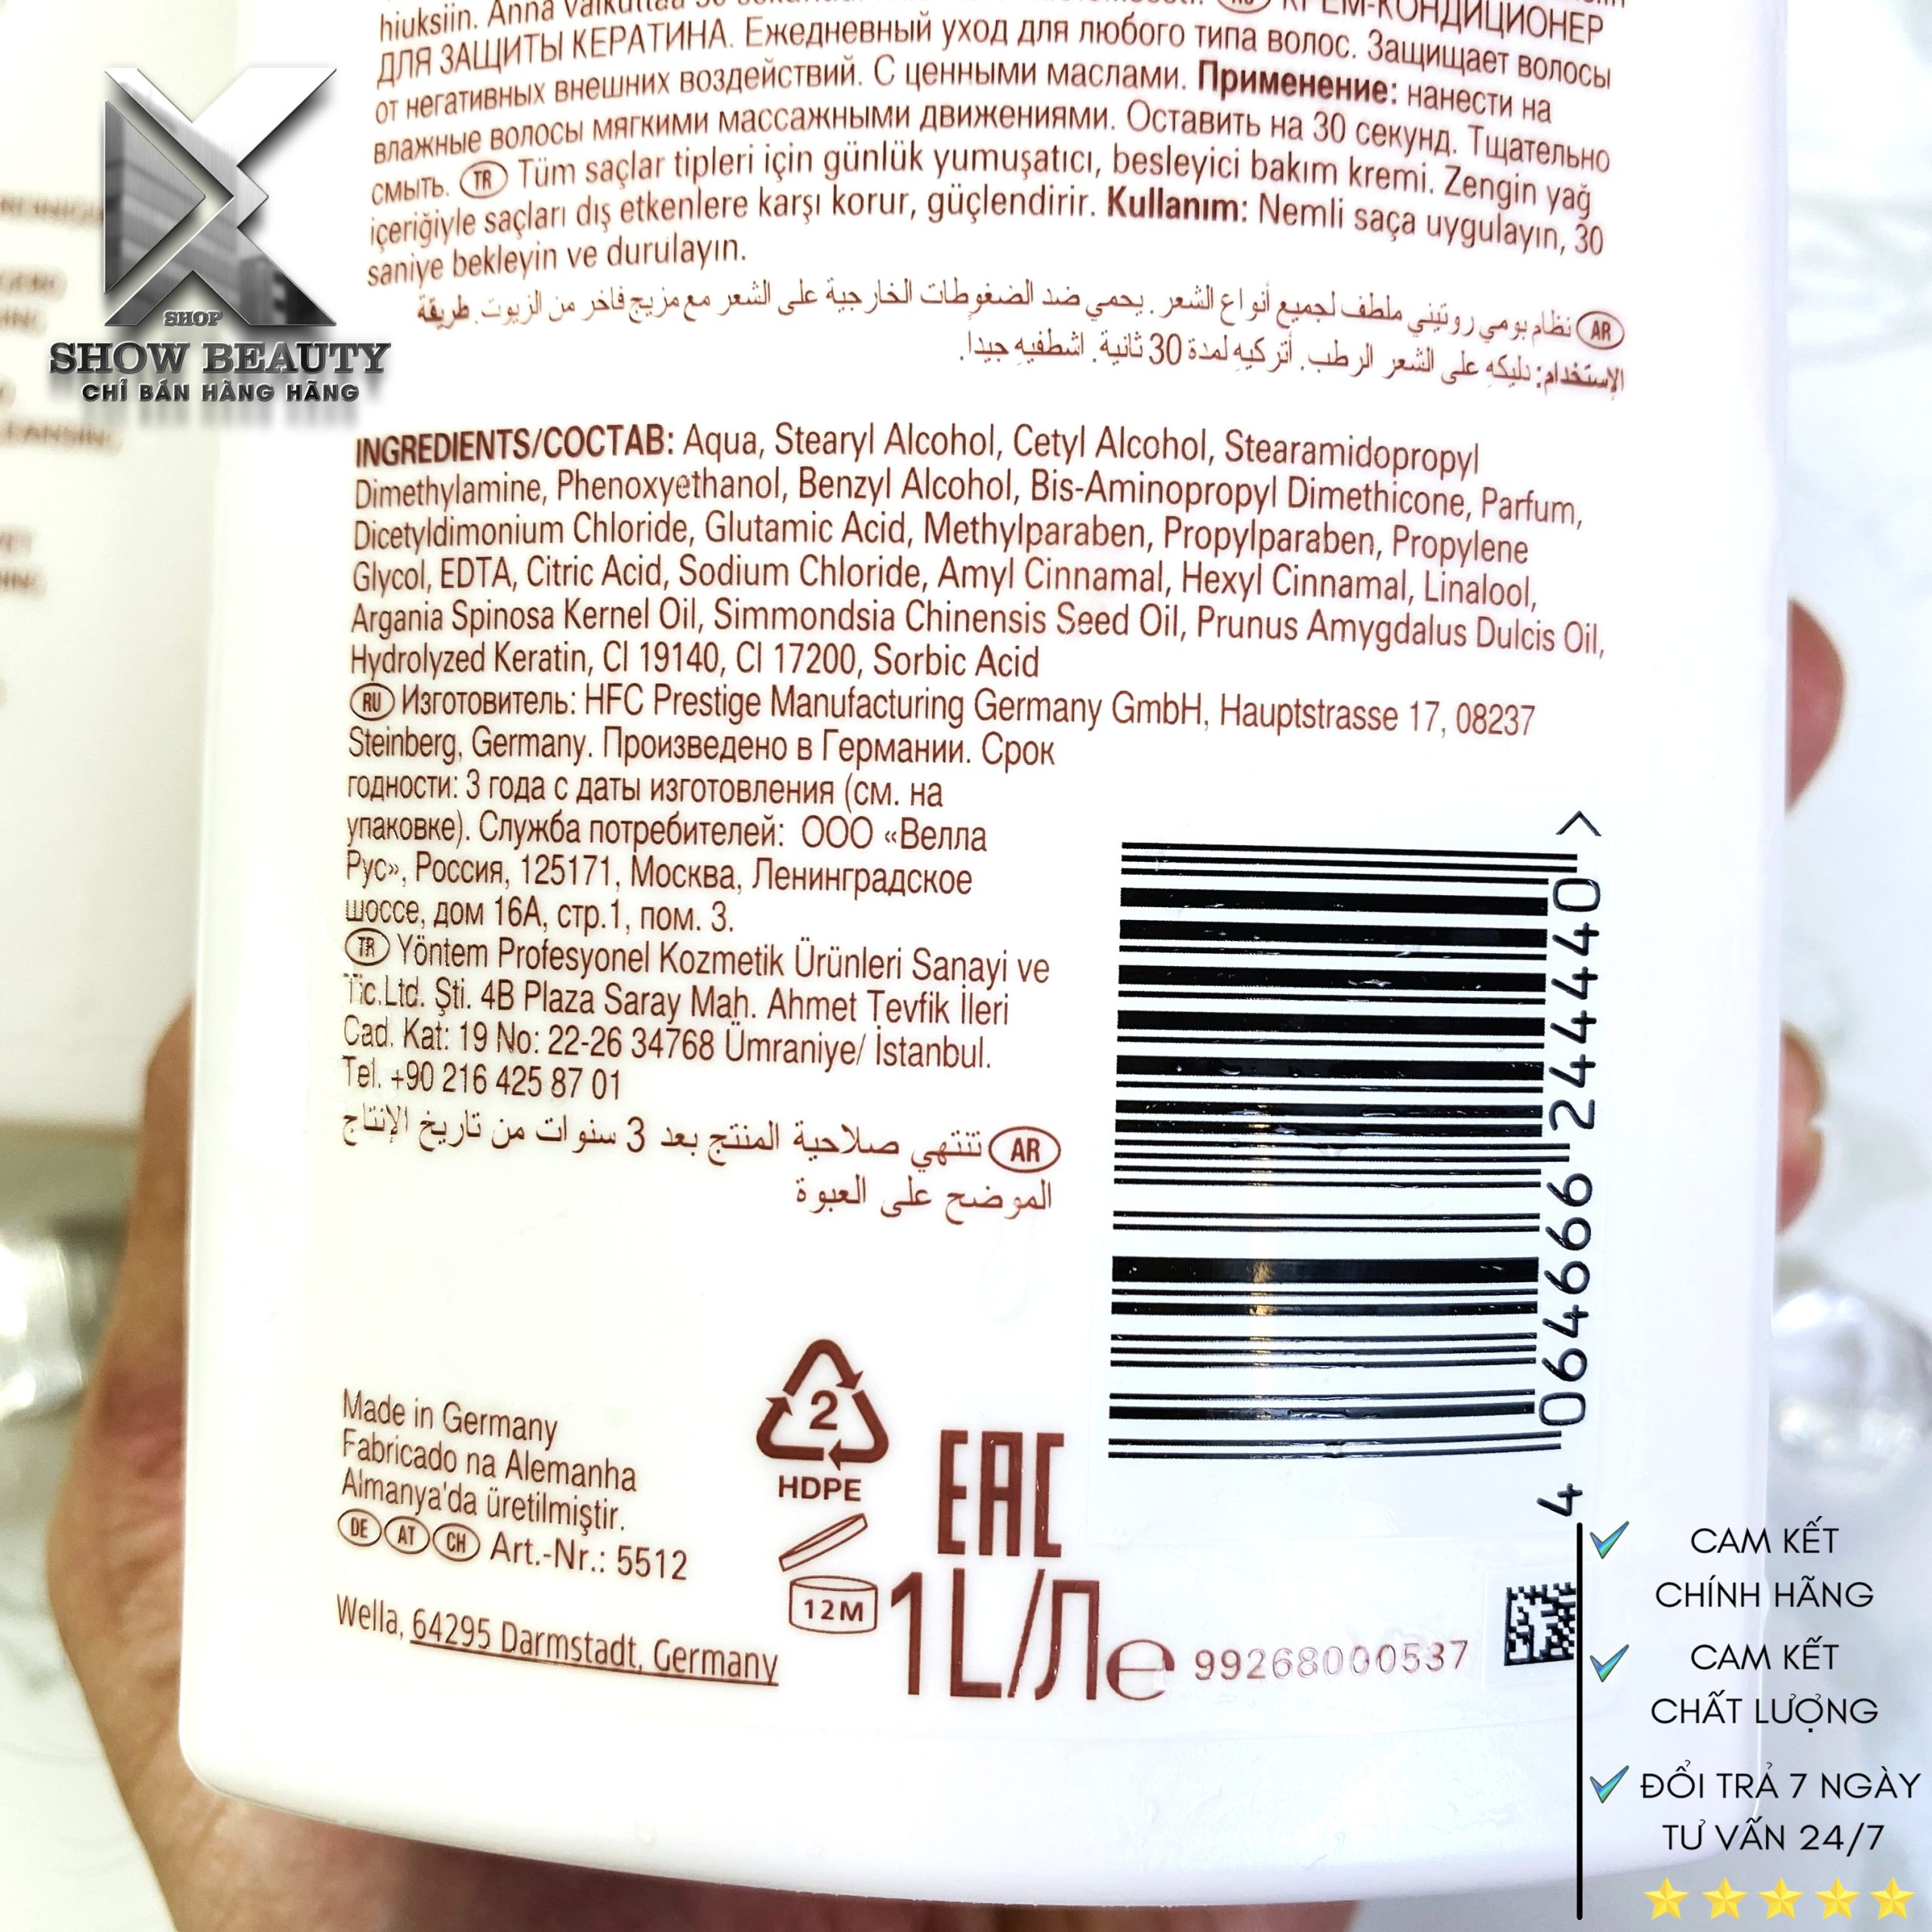 hiuksiin. Anna
КРЕМ-КОНДИЦИОНЕР
ДЛЯ ЗАЩИТЫ КЕРАТИНА. Ежедневный уход для любого типа волос. Защищает волосы
от негативных внешних воздействий. С ценными маслами. Применение: нанести на
влажные волосы мягкими массажными движениями. Оставить на 30 секунд. Тщательно
смыть. TR Tüm saçlar tipleri için günlük yumuşatıcı, besleyici bakım kremi. Zengin yağ
içeriğiyle saçları dış etkenlere karşı korur, güçlendirir. Kullanım: Nemli saça uygulayın, 30
saniye bekleyin ve durulayın.
AR نظام يومي روتيني ملطف لجميع أنواع الشعر. يحمي ضد الضغوطات الخارجية على الشعر مع مزيج فاخر من الزيوت. طريقة
الإستخدام: دلكيه على الشعر الرطب. أتركيه لمدة 30 ثانية. اشطفيه جيدا.
INGREDIENTS/СОСТАВ: Aqua, Stearyl Alcohol, Cetyl Alcohol, Stearamidopropyl
Dimethylamine, Phenoxyethanol, Benzyl Alcohol, Bis-Aminopropyl Dimethicone, Parfum,
Dicetyldimonium Chloride, Glutamic Acid, Methylparaben, Propylparaben, Propylene
Glycol, EDTA, Citric Acid, Sodium Chloride, Amyl Cinnamal, Hexyl Cinnamal, Linalool,
Argania Spinosa Kernel Oil, Simmondsia Chinensis Seed Oil, Prunus Amygdalus Dulcis Oil,
Hydrolyzed Keratin, CI 19140, CI 17200, Sorbic Acid
RU Изготовитель: HFC Prestige Manufacturing Germany GmbH, Hauptstrasse 17, 08237
Steinberg, Germany. Произведено в Германии. Срок
годности: 3 года с даты изготовления (см. на
упаковке). Служба потребителей: ООО «Велла
Рус», Россия, 125171, Москва, Ленинградское
шоссе, дом 16А, стр.1, пом. 3.
TR Yöntem Profesyonel Kozmetik Ürünleri Sanayi ve
Tic.Ltd. Şti. 4B Plaza Saray Mah. Ahmet Tevfik İleri
Cad. Kat: 19 No: 22-26 34768 Ümraniye/ İstanbul.
Tel. +90 216 425 87 01
AR تنتهي صلاحية المنتج بعد 3 سنوات من تاريخ الإنتاج
الموضح على العبوة
4 064666 244440 >
Made in Germany
Fabricado na Alemanha
Almanya'da üretilmiştir.
DE AT CH Art.-Nr.: 5512
Wella, 64295 Darmstadt, Germany
2
HDPE
12M
EAC
1L/Лe
99268000537
SHOP
SHOW BEAUTY
CHỈ BÁN HÀNG HÃNG
CAM KẾT
CHÍNH HÃNG
CAM KẾT
CHẤT LƯỢNG
ĐỔI TRẢ 7 NGÀY
TƯ VẤN 24/7